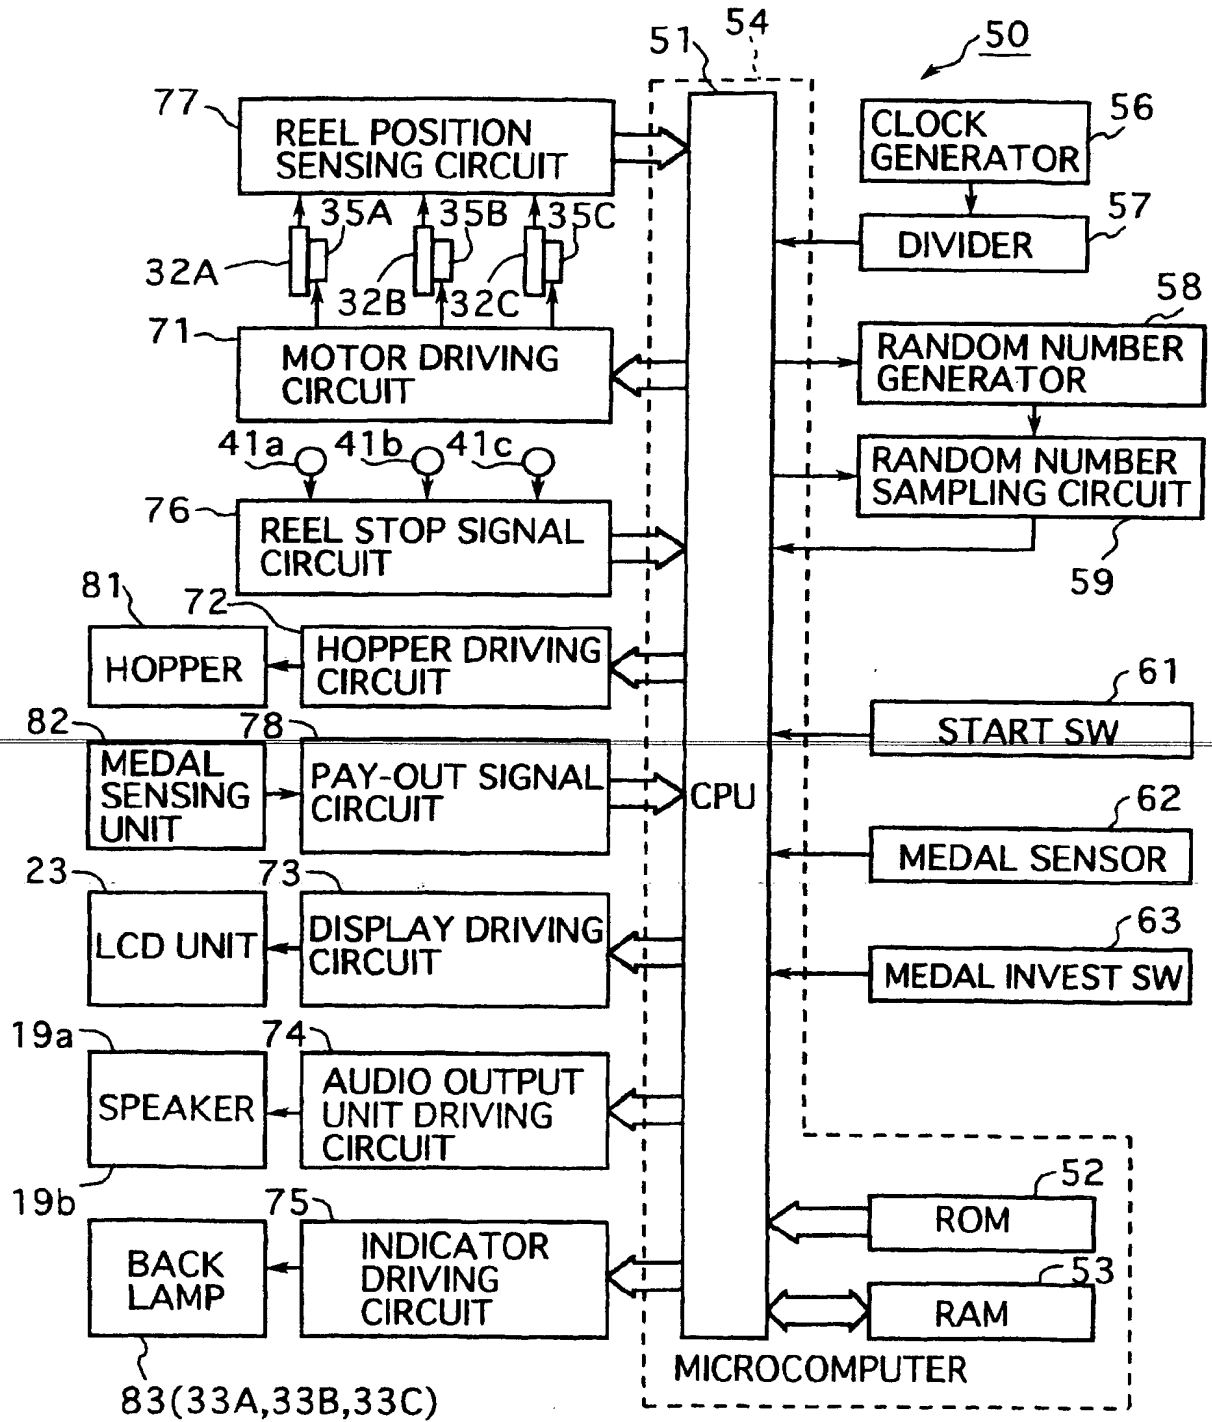 54
50
51
77
REEL POSITION
SENSING CIRCUIT
CLOCK
GENERATOR
56
35A
35B
35C
57
DIVIDER
32A
32B
32C
58
71
MOTOR DRIVING
CIRCUIT
RANDOM NUMBER
GENERATOR
41a
41b
41c
RANDOM NUMBER
SAMPLING CIRCUIT
76
REEL STOP SIGNAL
CIRCUIT
59
81
72
HOPPER
HOPPER DRIVING
CIRCUIT
61
START SW
82
78
MEDAL
SENSING
UNIT
PAY-OUT SIGNAL
CIRCUIT
CPU
62
MEDAL SENSOR
23
73
LCD UNIT
DISPLAY DRIVING
CIRCUIT
63
MEDAL INVEST SW
19a
74
SPEAKER
AUDIO OUTPUT
UNIT DRIVING
CIRCUIT
19b
75
52
ROM
BACK
LAMP
INDICATOR
DRIVING
CIRCUIT
53
RAM
MICROCOMPUTER
83(33A,33B,33C)